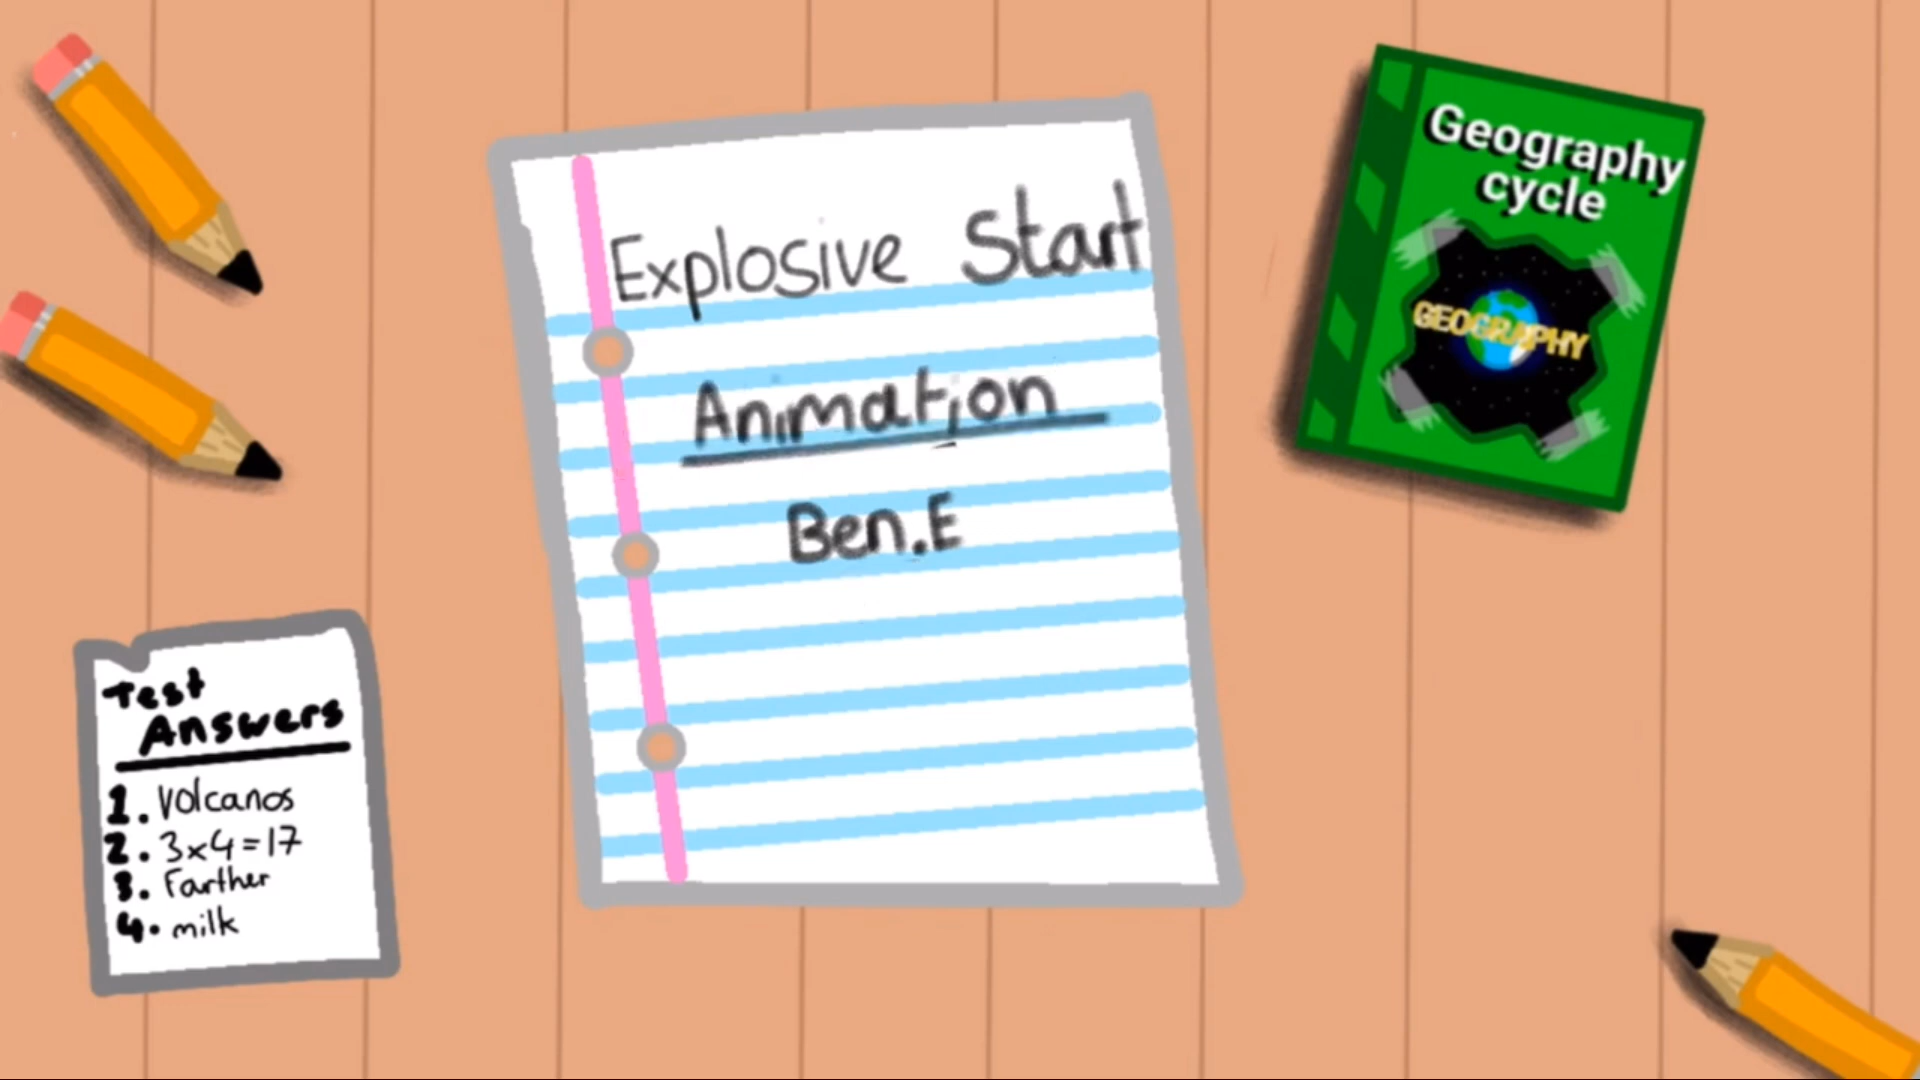 Explosive Start
Animation
Ben.E
Geography
cycle
GEOGRAPHY
Test
Answers
1. Volcanos
2. 3x4=17
3. Farther
4. milk